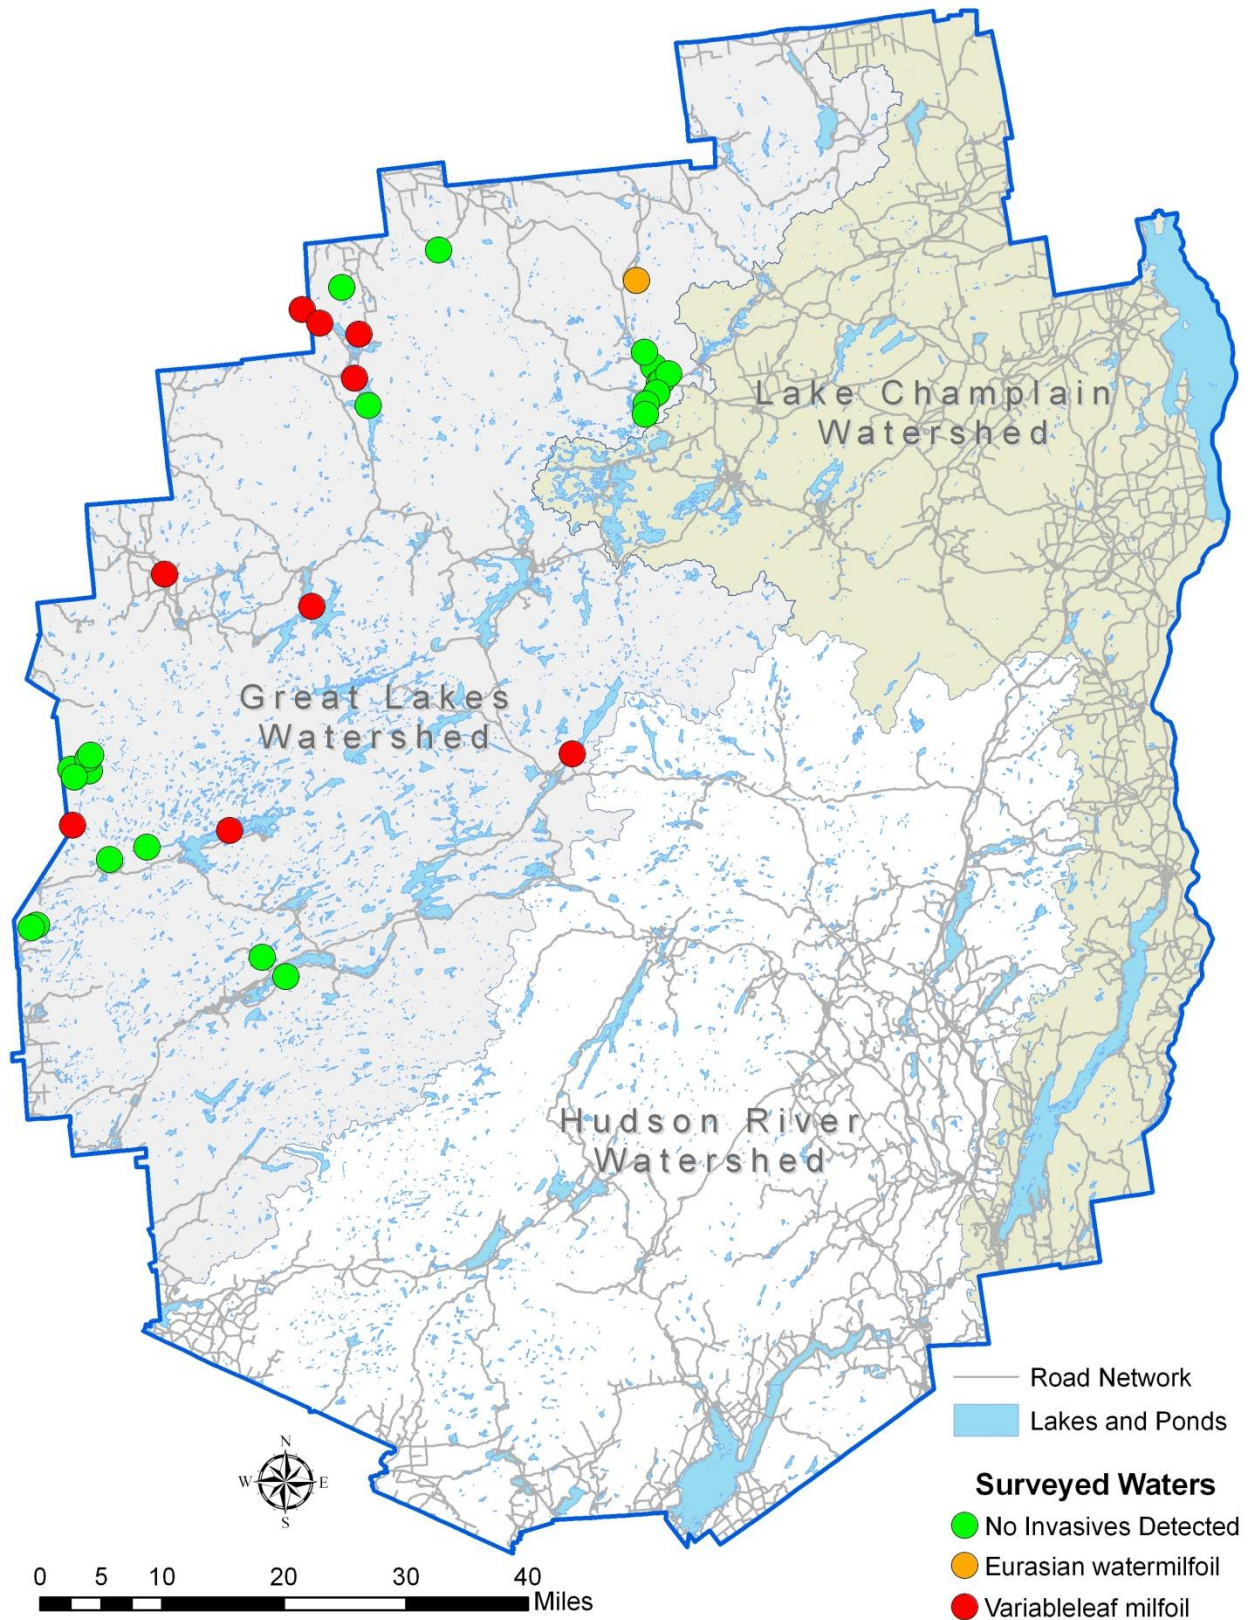 Lake Champlain
Watershed
Great Lakes
Watershed
Hudson River
Watershed
Road Network
Lakes and Ponds
N
W E
S
Surveyed Waters
No Invasives Detected
Eurasian watermilfoil
Variableleaf milfoil
0 5 10 20 30 40
Miles